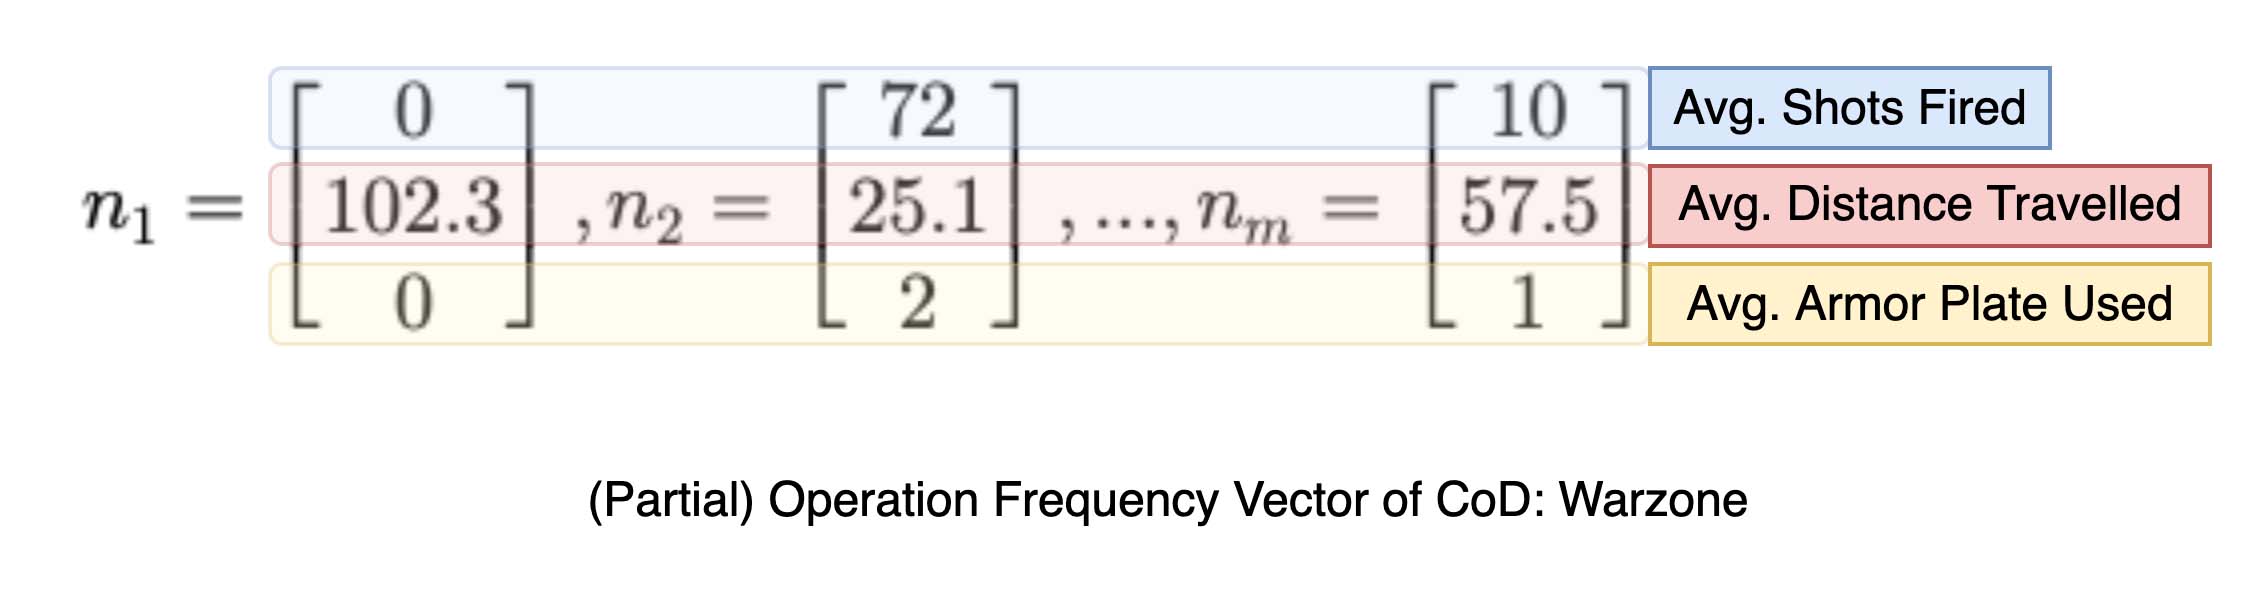 0 72 10 Avg. Shots Fired
n₁ = 102.3 , n₂ = 25.1 , ..., nₘ = 57.5 Avg. Distance Travelled
0 2 1 Avg. Armor Plate Used
(Partial) Operation Frequency Vector of CoD: Warzone